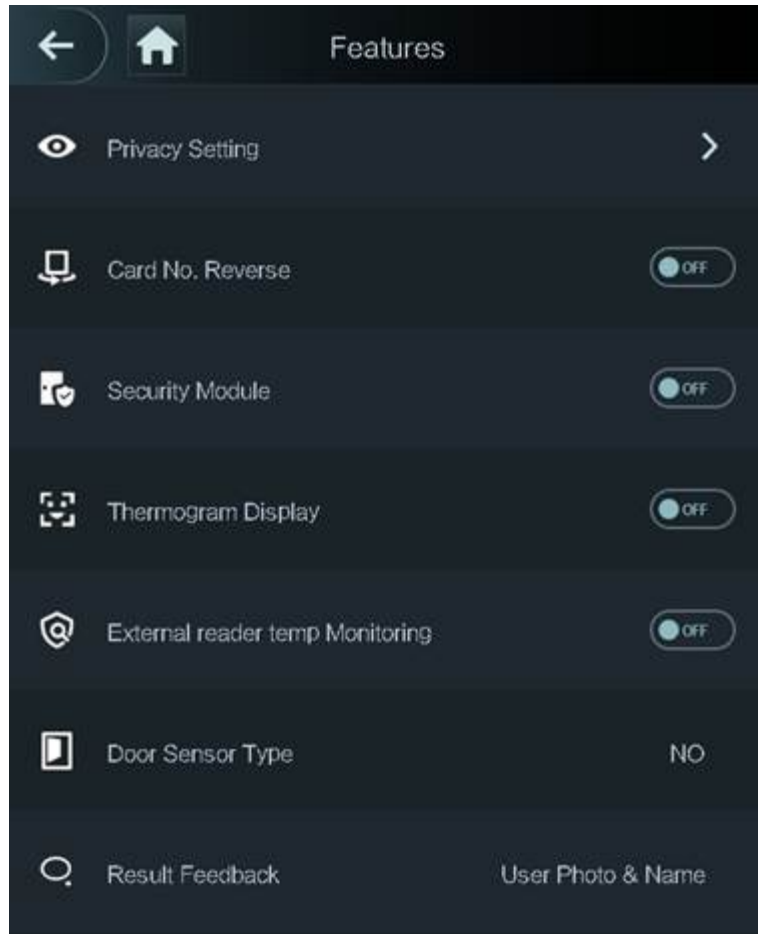 Features
Privacy Setting
Card No. Reverse
OFF
Security Module
OFF
Thermogram Display
OFF
External reader temp Monitoring
OFF
Door Sensor Type
NO
Result Feedback
User Photo & Name